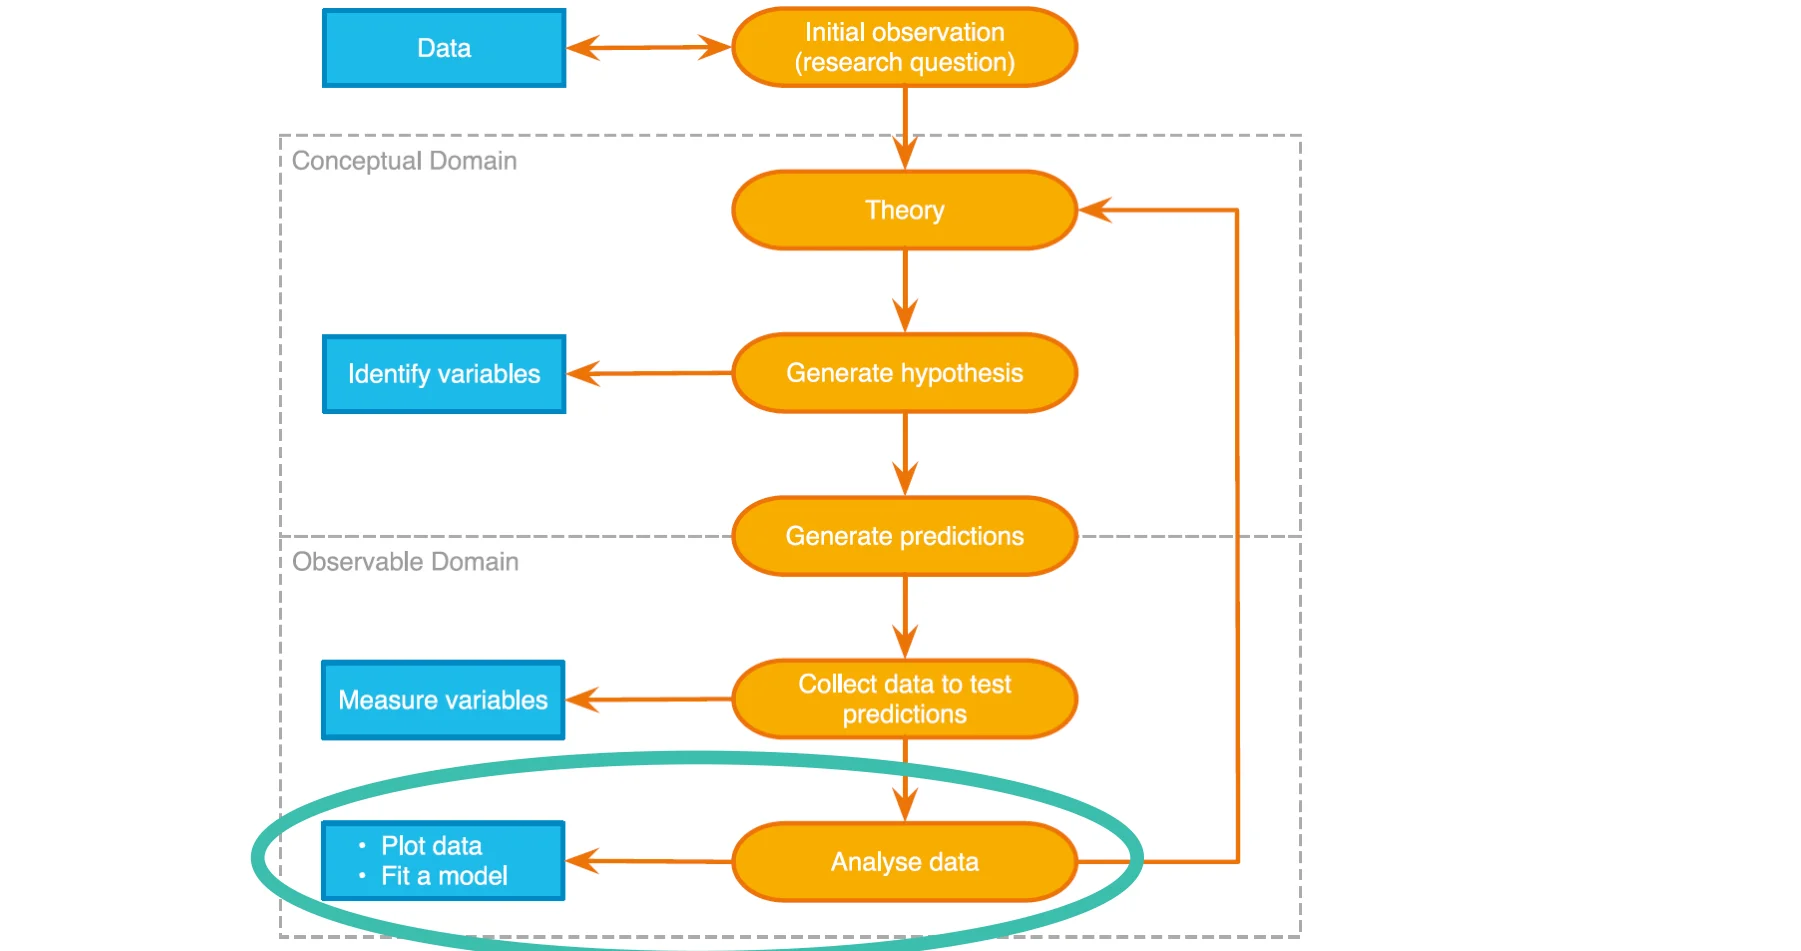 Data
Initial observation
(research question)
Conceptual Domain
Theory
Identify variables
Generate hypothesis
Generate predictions
Observable Domain
Measure variables
Collect data to test
predictions
• Plot data
• Fit a model
Analyse data